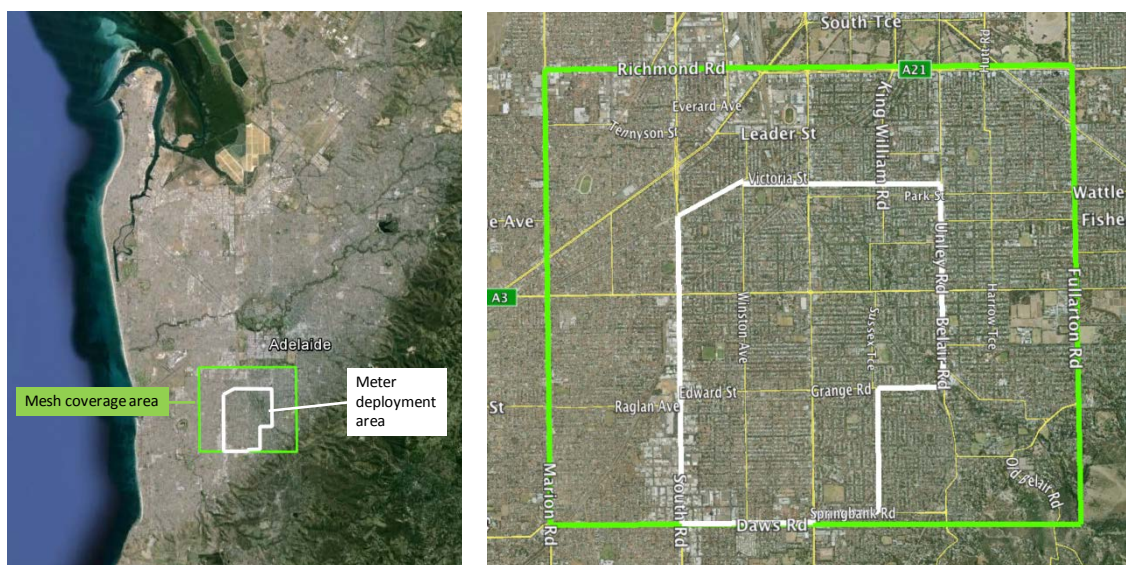 Adelaide
Mesh coverage area
Meter
deployment
area
South Tce
Hutt Rd
Richmond Rd
A21
Everard Ave
King William Rd
Tennyson St
Leader St
Victoria St
Park St
Wattle
e Ave
Fishe
Unley Rd
A3
Fullarton Rd
Harrow Tce
Winston Ave
Sussex Tce
Belair Rd
Edward St
Grange Rd
St
Raglan Ave
Marion Rd
South Rd
Old Belair Rd
Springbank Rd
Daws Rd